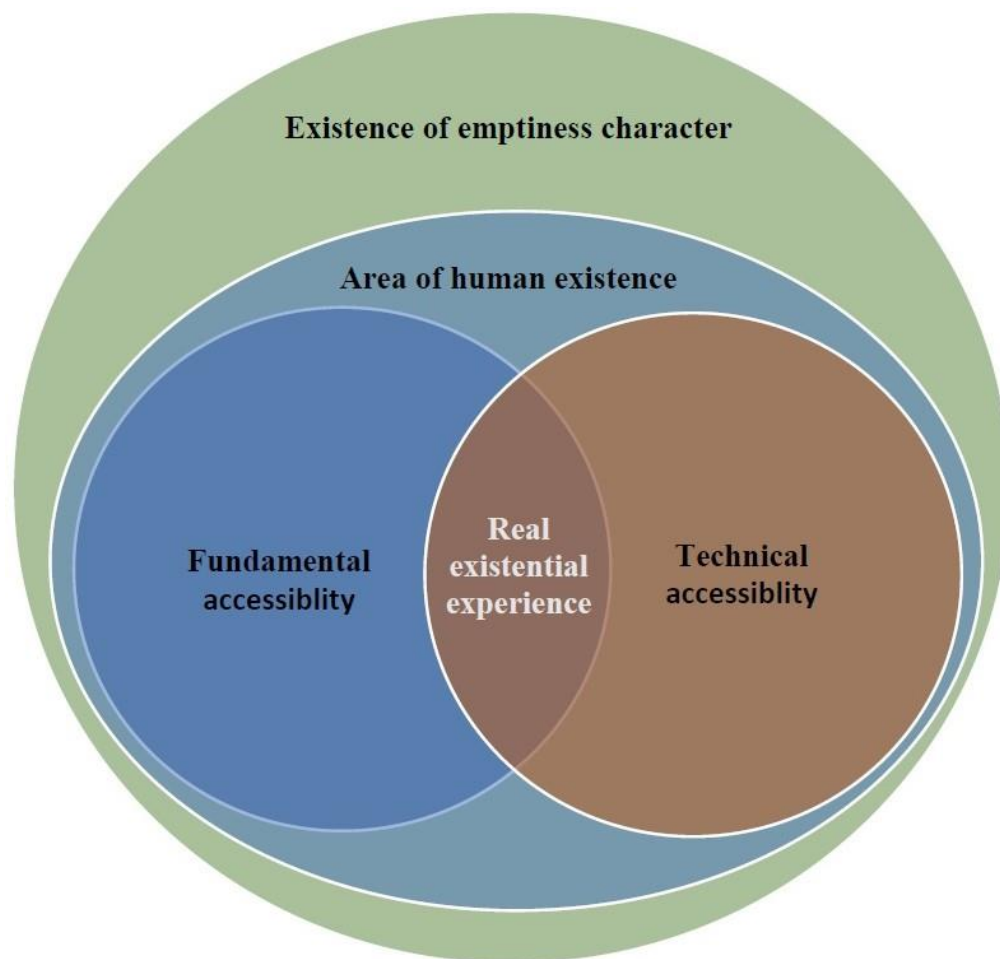 Existence of emptiness character
Area of human existence
Fundamental
accessiblity
Real
existential
experience
Technical
accessiblity